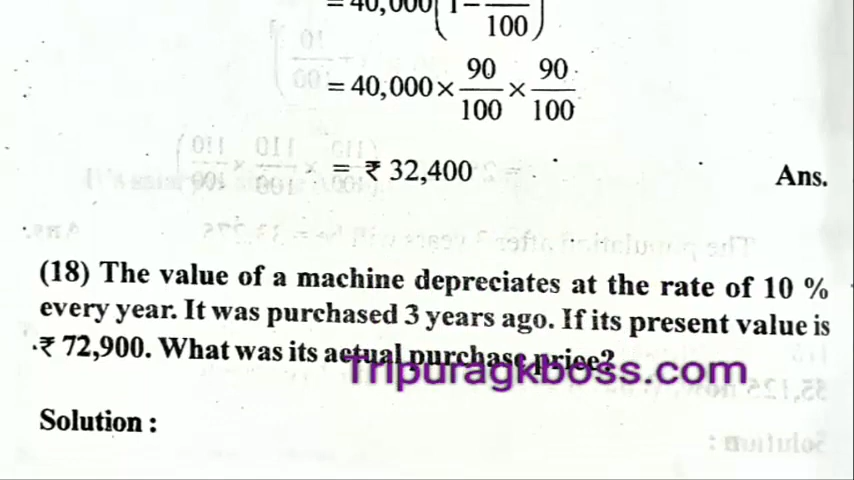 = 40,000(1-
100)
= 40,000 × 90/100 × 90/100
= ₹ 32,400 Ans.
(18) The value of a machine depreciates at the rate of 10 %
every year. It was purchased 3 years ago. If its present value is
₹ 72,900. What was its actual purchase price?
Tripuragkboss.com
Solution :